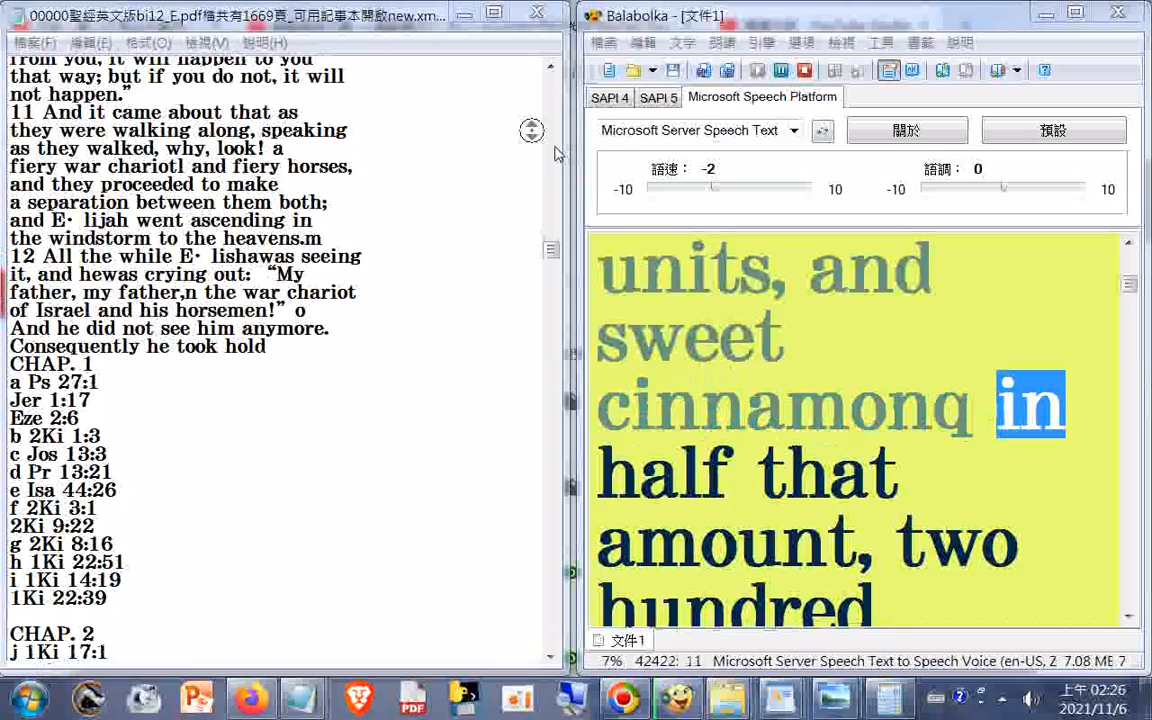 00000聖經英文版bi12_E.pdf檔共有1669頁_可用記事本開啟new.xm...
檔案(F) 編輯(E) 格式(O) 檢視(V) 說明(H)
from you, it will happen to you
that way; but if you do not, it will
not happen.”
11 And it came about that as
they were walking along, speaking
as they walked, why, look! a
fiery war chariotl and fiery horses,
and they proceeded to make
a separation between them both;
and E· lijah went ascending in
the windstorm to the heavens.m
12 All the while E· lishawas seeing
it, and hewas crying out: “My
father, my father,n the war chariot
of Israel and his horsemen!” o
And he did not see him anymore.
Consequently he took hold
CHAP. 1
a Ps 27:1
Jer 1:17
Eze 2:6
b 2Ki 1:3
c Jos 13:3
d Pr 13:21
e Isa 44:26
f 2Ki 3:1
2Ki 9:22
g 2Ki 8:16
h 1Ki 22:51
i 1Ki 14:19
1Ki 22:39
CHAP. 2
j 1Ki 17:1
Balabolka - [文件1]
檔案 編輯 文字 朗讀 引擎 選項 檢視 工具 書籤 說明
SAPI 4 SAPI 5 Microsoft Speech Platform
Microsoft Server Speech Text 關於 預設
語速： -2 語調： 0
-10 10 -10 10
units, and
sweet
cinnamonq in
half that
amount, two
hundred
文件1
7% 42422: 11 Microsoft Server Speech Text to Speech Voice (en-US, Z 7.08 ME 7
PDF
上午 02:26
2021/11/6